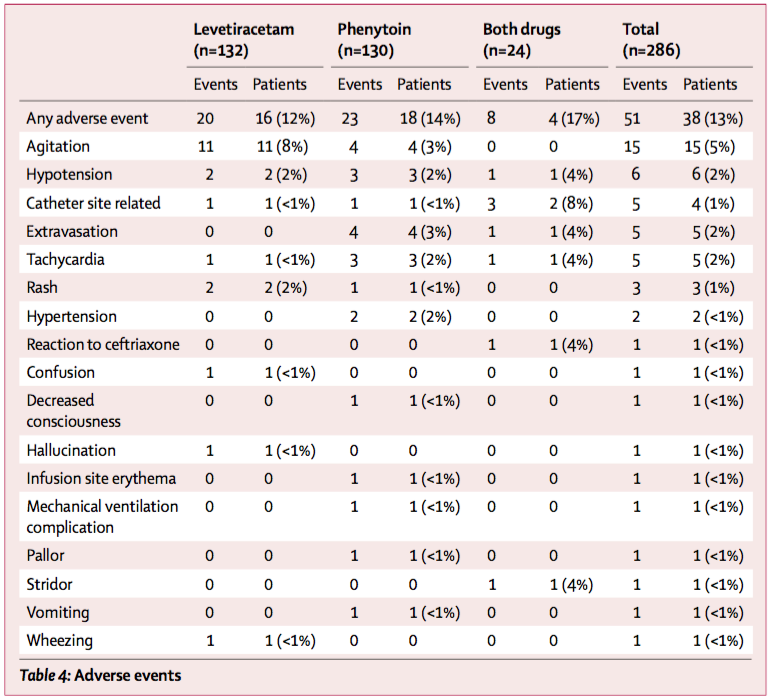 Levetiracetam (n=132) Phenytoin (n=130) Both drugs (n=24) Total (n=286)
Events Patients Events Patients Events Patients Events Patients
Any adverse event 20 16 (12%) 23 18 (14%) 8 4 (17%) 51 38 (13%)
Agitation 11 11 (8%) 4 4 (3%) 0 0 15 15 (5%)
Hypotension 2 2 (2%) 3 3 (2%) 1 1 (4%) 6 6 (2%)
Catheter site related 1 1 (<1%) 1 1 (<1%) 3 2 (8%) 5 4 (1%)
Extravasation 0 0 4 4 (3%) 1 1 (4%) 5 5 (2%)
Tachycardia 1 1 (<1%) 3 3 (2%) 1 1 (4%) 5 5 (2%)
Rash 2 2 (2%) 1 1 (<1%) 0 0 3 3 (1%)
Hypertension 0 0 2 2 (2%) 0 0 2 2 (<1%)
Reaction to ceftriaxone 0 0 0 0 1 1 (4%) 1 1 (<1%)
Confusion 1 1 (<1%) 0 0 0 0 1 1 (<1%)
Decreased 0 0 1 1 (<1%) 0 0 1 1 (<1%)
consciousness
Hallucination 1 1 (<1%) 0 0 0 0 1 1 (<1%)
Infusion site erythema 0 0 1 1 (<1%) 0 0 1 1 (<1%)
Mechanical ventilation 0 0 1 1 (<1%) 0 0 1 1 (<1%)
complication
Pallor 0 0 1 1 (<1%) 0 0 1 1 (<1%)
Stridor 0 0 0 0 1 1 (4%) 1 1 (<1%)
Vomiting 0 0 1 1 (<1%) 0 0 1 1 (<1%)
Wheezing 1 1 (<1%) 0 0 0 0 1 1 (<1%)
Table 4: Adverse events